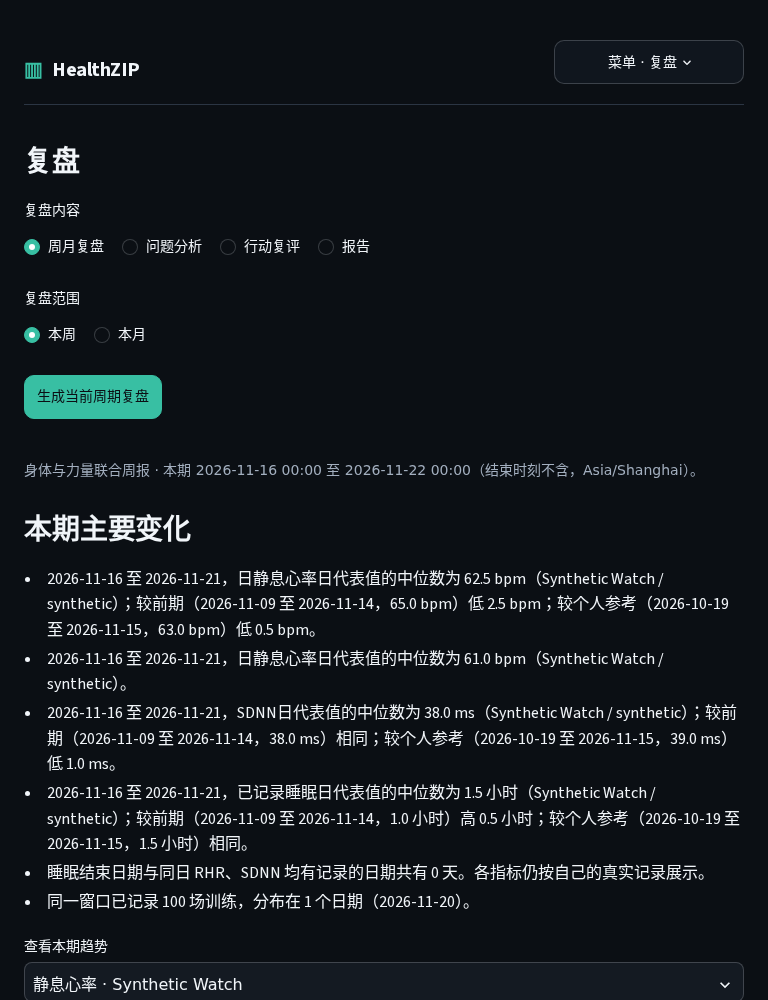 HealthZIP
菜单 · 复盘
复盘
复盘内容
周月复盘 问题分析 行动复评 报告
复盘范围
本周 本月
生成当前周期复盘
身体与力量联合周报 · 本期 2026-11-16 00:00 至 2026-11-22 00:00（结束时刻不含，Asia/Shanghai）。
本期主要变化
2026-11-16 至 2026-11-21，日静息心率日代表值的中位数为 62.5 bpm（Synthetic Watch /
synthetic）；较前期（2026-11-09 至 2026-11-14，65.0 bpm）低 2.5 bpm；较个人参考（2026-10-19
至 2026-11-15，63.0 bpm）低 0.5 bpm。
2026-11-16 至 2026-11-21，日静息心率日代表值的中位数为 61.0 bpm（Synthetic Watch /
synthetic）。
2026-11-16 至 2026-11-21，SDNN日代表值的中位数为 38.0 ms（Synthetic Watch / synthetic）；较前
期（2026-11-09 至 2026-11-14，38.0 ms）相同；较个人参考（2026-10-19 至 2026-11-15，39.0 ms）
低 1.0 ms。
2026-11-16 至 2026-11-21，已记录睡眠日代表值的中位数为 1.5 小时（Synthetic Watch /
synthetic）；较前期（2026-11-09 至 2026-11-14，1.0 小时）高 0.5 小时；较个人参考（2026-10-19 至
2026-11-15，1.5 小时）相同。
睡眠结束日期与同日 RHR、SDNN 均有记录的日期共有 0 天。各指标仍按自己的真实记录展示。
同一窗口已记录 100 场训练，分布在 1 个日期（2026-11-20）。
查看本期趋势
静息心率 · Synthetic Watch